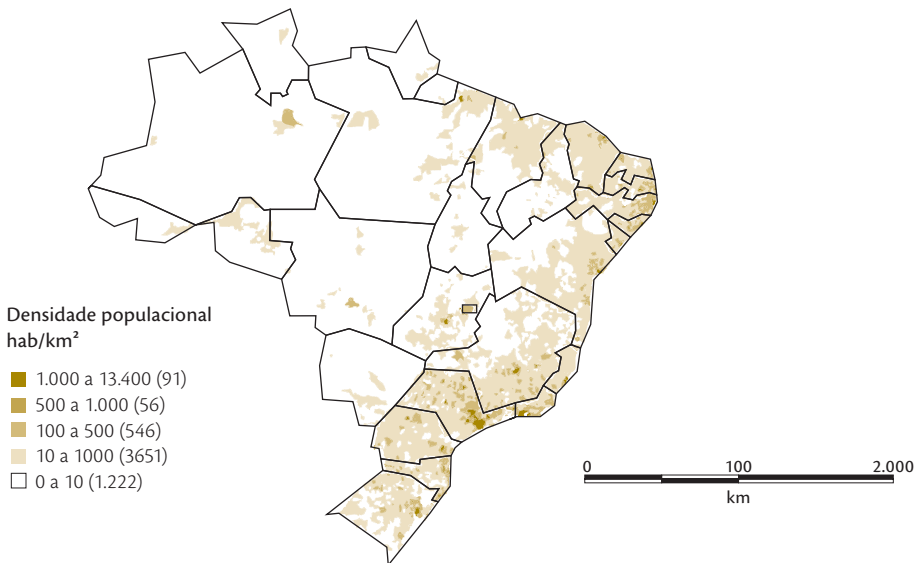 Densidade populacional
hab/km²
1.000 a 13.400 (91)
500 a 1.000 (56)
100 a 500 (546)
10 a 1000 (3651)
0 a 10 (1.222)
0 100 2.000
km